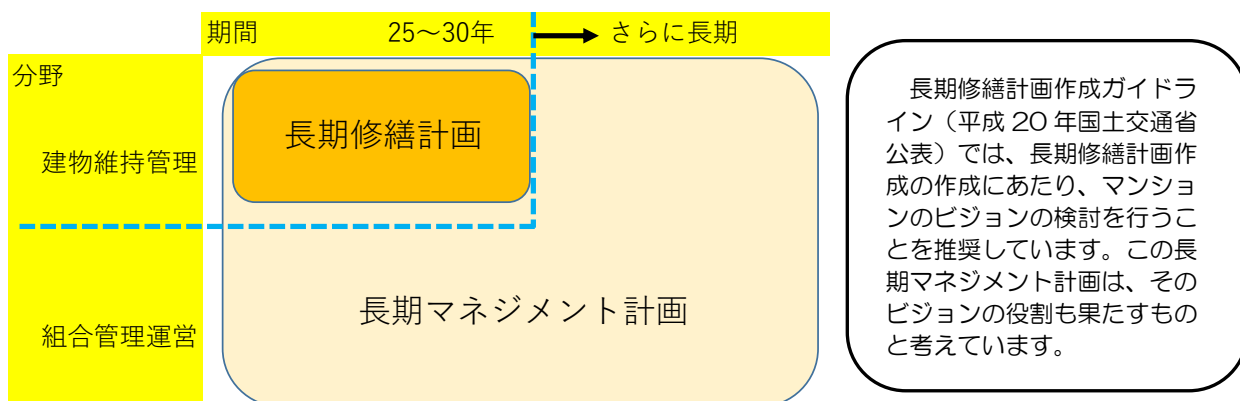 期間 25~30年 さらに長期
分野
建物維持管理
長期修繕計画
組合管理運営
長期マネジメント計画
長期修繕計画作成ガイドラ
イン（平成 20 年国土交通省
公表）では、長期修繕計画作
成の作成にあたり、マンショ
ンのビジョンの検討を行うこ
とを推奨しています。この長
期マネジメント計画は、その
ビジョンの役割も果たすもの
と考えています。